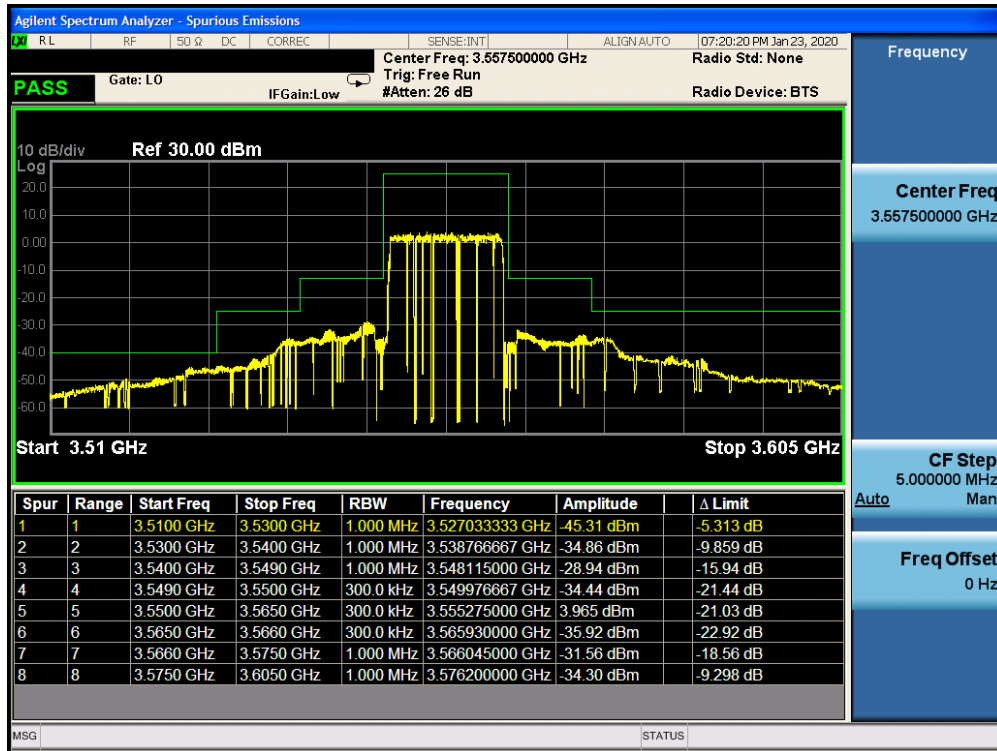 Agilent Spectrum Analyzer - Spurious Emissions
LXI RL RF 50 Ω DC CORREC SENSE:INT ALIGN AUTO 07:20:20 PM Jan 23, 2020
Center Freq: 3.557500000 GHz Radio Std: None
Gate: LO Trig: Free Run
PASS IFGain:Low #Atten: 26 dB Radio Device: BTS
10 dB/div Ref 30.00 dBm
Log
20.0
10.0
0.00
-10.0
-20.0
-30.0
-40.0
-50.0
-60.0
Start 3.51 GHz Stop 3.605 GHz
Spur Range Start Freq Stop Freq RBW Frequency Amplitude Δ Limit
1 1 3.5100 GHz 3.5300 GHz 1.000 MHz 3.527033333 GHz -45.31 dBm -5.313 dB
2 2 3.5300 GHz 3.5400 GHz 1.000 MHz 3.538766667 GHz -34.86 dBm -9.859 dB
3 3 3.5400 GHz 3.5490 GHz 1.000 MHz 3.548115000 GHz -28.94 dBm -15.94 dB
4 4 3.5490 GHz 3.5500 GHz 300.0 kHz 3.549976667 GHz -34.44 dBm -21.44 dB
5 5 3.5500 GHz 3.5650 GHz 300.0 kHz 3.555275000 GHz 3.965 dBm -21.03 dB
6 6 3.5650 GHz 3.5660 GHz 300.0 kHz 3.565930000 GHz -35.92 dBm -22.92 dB
7 7 3.5660 GHz 3.5750 GHz 1.000 MHz 3.566045000 GHz -31.56 dBm -18.56 dB
8 8 3.5750 GHz 3.6050 GHz 1.000 MHz 3.576200000 GHz -34.30 dBm -9.298 dB
MSG STATUS
Frequency
Center Freq
3.557500000 GHz
CF Step
5.000000 MHz
Auto Man
Freq Offset
0 Hz